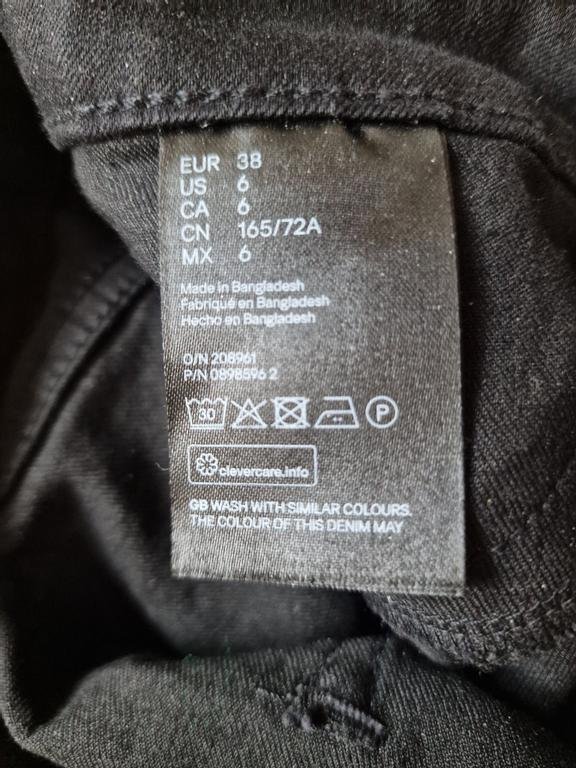 EUR 38
US 6
CA 6
CN 165/72A
MX 6
Made in Bangladesh
Fabriqué en Bangladesh
Hecho en Bangladesh
O/N 208961
P/N 0898596 2
30 P
clevercare.info
GB WASH WITH SIMILAR COLOURS.
THE COLOUR OF THIS DENIM MAY